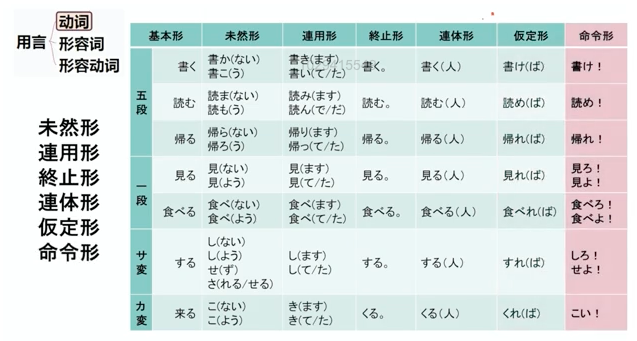 动词
用言
形容词
形容动词
未然形
連用形
終止形
連体形
仮定形
命令形
基本形 未然形 連用形 終止形 連体形 仮定形 命令形
五段
書く 書か(ない) 書き(ます) 書く。 書く(人) 書け(ば) 書け！
書こ(う) 書い(て/た)
読む 読ま(ない) 読み(ます) 読む。 読む(人) 読め(ば) 読め！
読も(う) 読ん(で/だ)
帰る 帰ら(ない) 帰り(ます) 帰る。 帰る(人) 帰れ(ば) 帰れ！
帰ろ(う) 帰っ(て/た)
一段
見る 見(ない) 見(ます) 見る。 見る(人) 見れ(ば) 見ろ！
見(よう) 見(て/た) 見よ！
食べる 食べ(ない) 食べ(ます) 食べる。 食べる(人) 食べれ(ば) 食べろ！
食べ(よう) 食べ(て/た) 食べよ！
サ変
する し(ない) し(ます) する。 する(人) すれ(ば) しろ！
し(よう) し(て/た) せよ！
せ(ず)
さ(れる/せる)
カ変
来る こ(ない) き(ます) くる。 くる(人) くれ(ば) こい！
こ(よう) き(て/た)